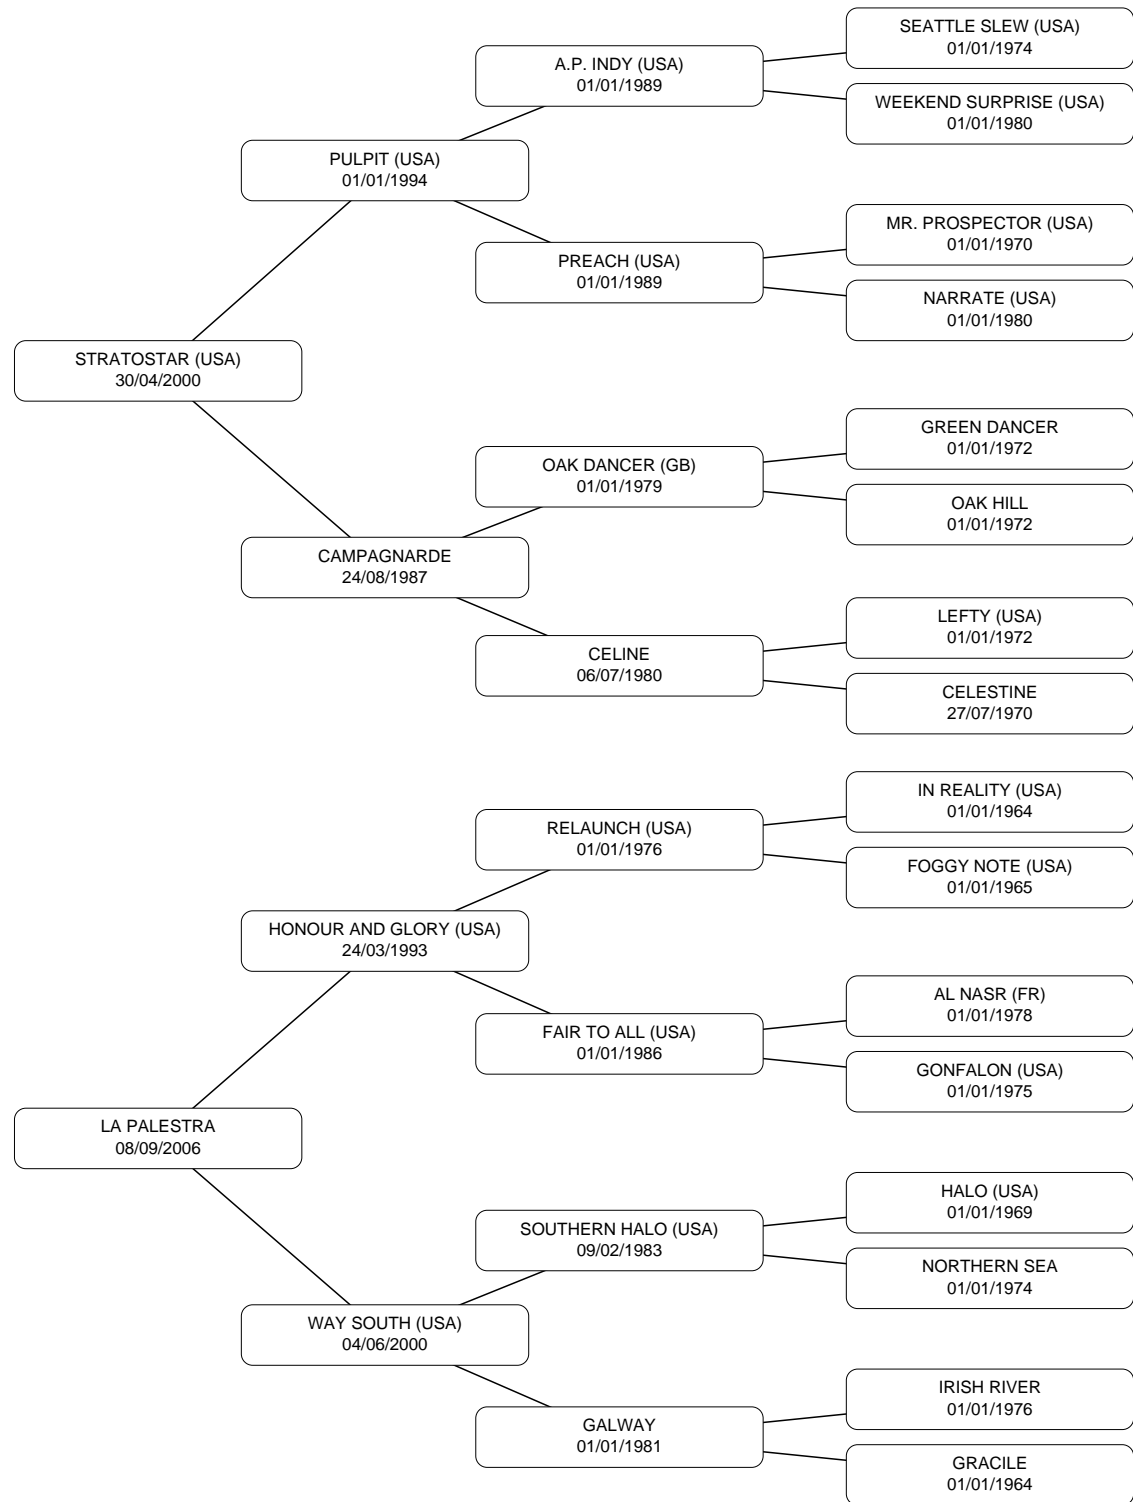 SEATTLE SLEW (USA)
01/01/1974
A.P. INDY (USA)
01/01/1989
WEEKEND SURPRISE (USA)
01/01/1980
PULPIT (USA)
01/01/1994
MR. PROSPECTOR (USA)
01/01/1970
PREACH (USA)
01/01/1989
NARRATE (USA)
01/01/1980
STRATOSTAR (USA)
30/04/2000
GREEN DANCER
01/01/1972
OAK DANCER (GB)
01/01/1979
OAK HILL
01/01/1972
CAMPAGNARDE
24/08/1987
LEFTY (USA)
01/01/1972
CELINE
06/07/1980
CELESTINE
27/07/1970
IN REALITY (USA)
01/01/1964
RELAUNCH (USA)
01/01/1976
FOGGY NOTE (USA)
01/01/1965
HONOUR AND GLORY (USA)
24/03/1993
AL NASR (FR)
01/01/1978
FAIR TO ALL (USA)
01/01/1986
GONFALON (USA)
01/01/1975
LA PALESTRA
08/09/2006
HALO (USA)
01/01/1969
SOUTHERN HALO (USA)
09/02/1983
NORTHERN SEA
01/01/1974
WAY SOUTH (USA)
04/06/2000
IRISH RIVER
01/01/1976
GALWAY
01/01/1981
GRACILE
01/01/1964